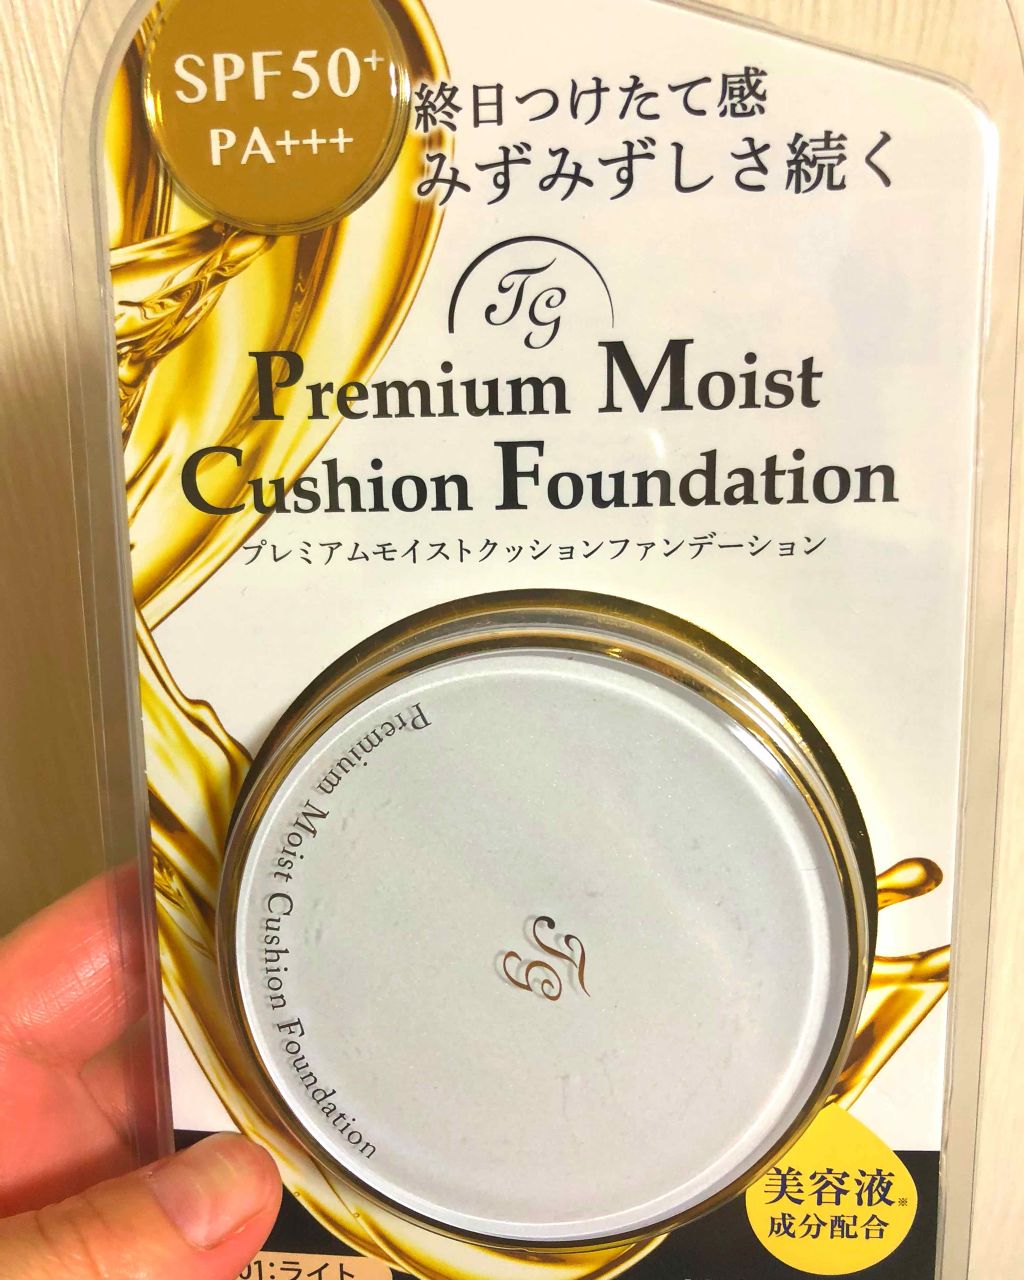 SPF50+
PA+++
終日つけたて感
みずみずしさ続く
TG
Premium Moist
Cushion Foundation
プレミアムモイストクッションファンデーション
Premium Moist Cushion Foundation
TG
美容液※
成分配合
01:ライト